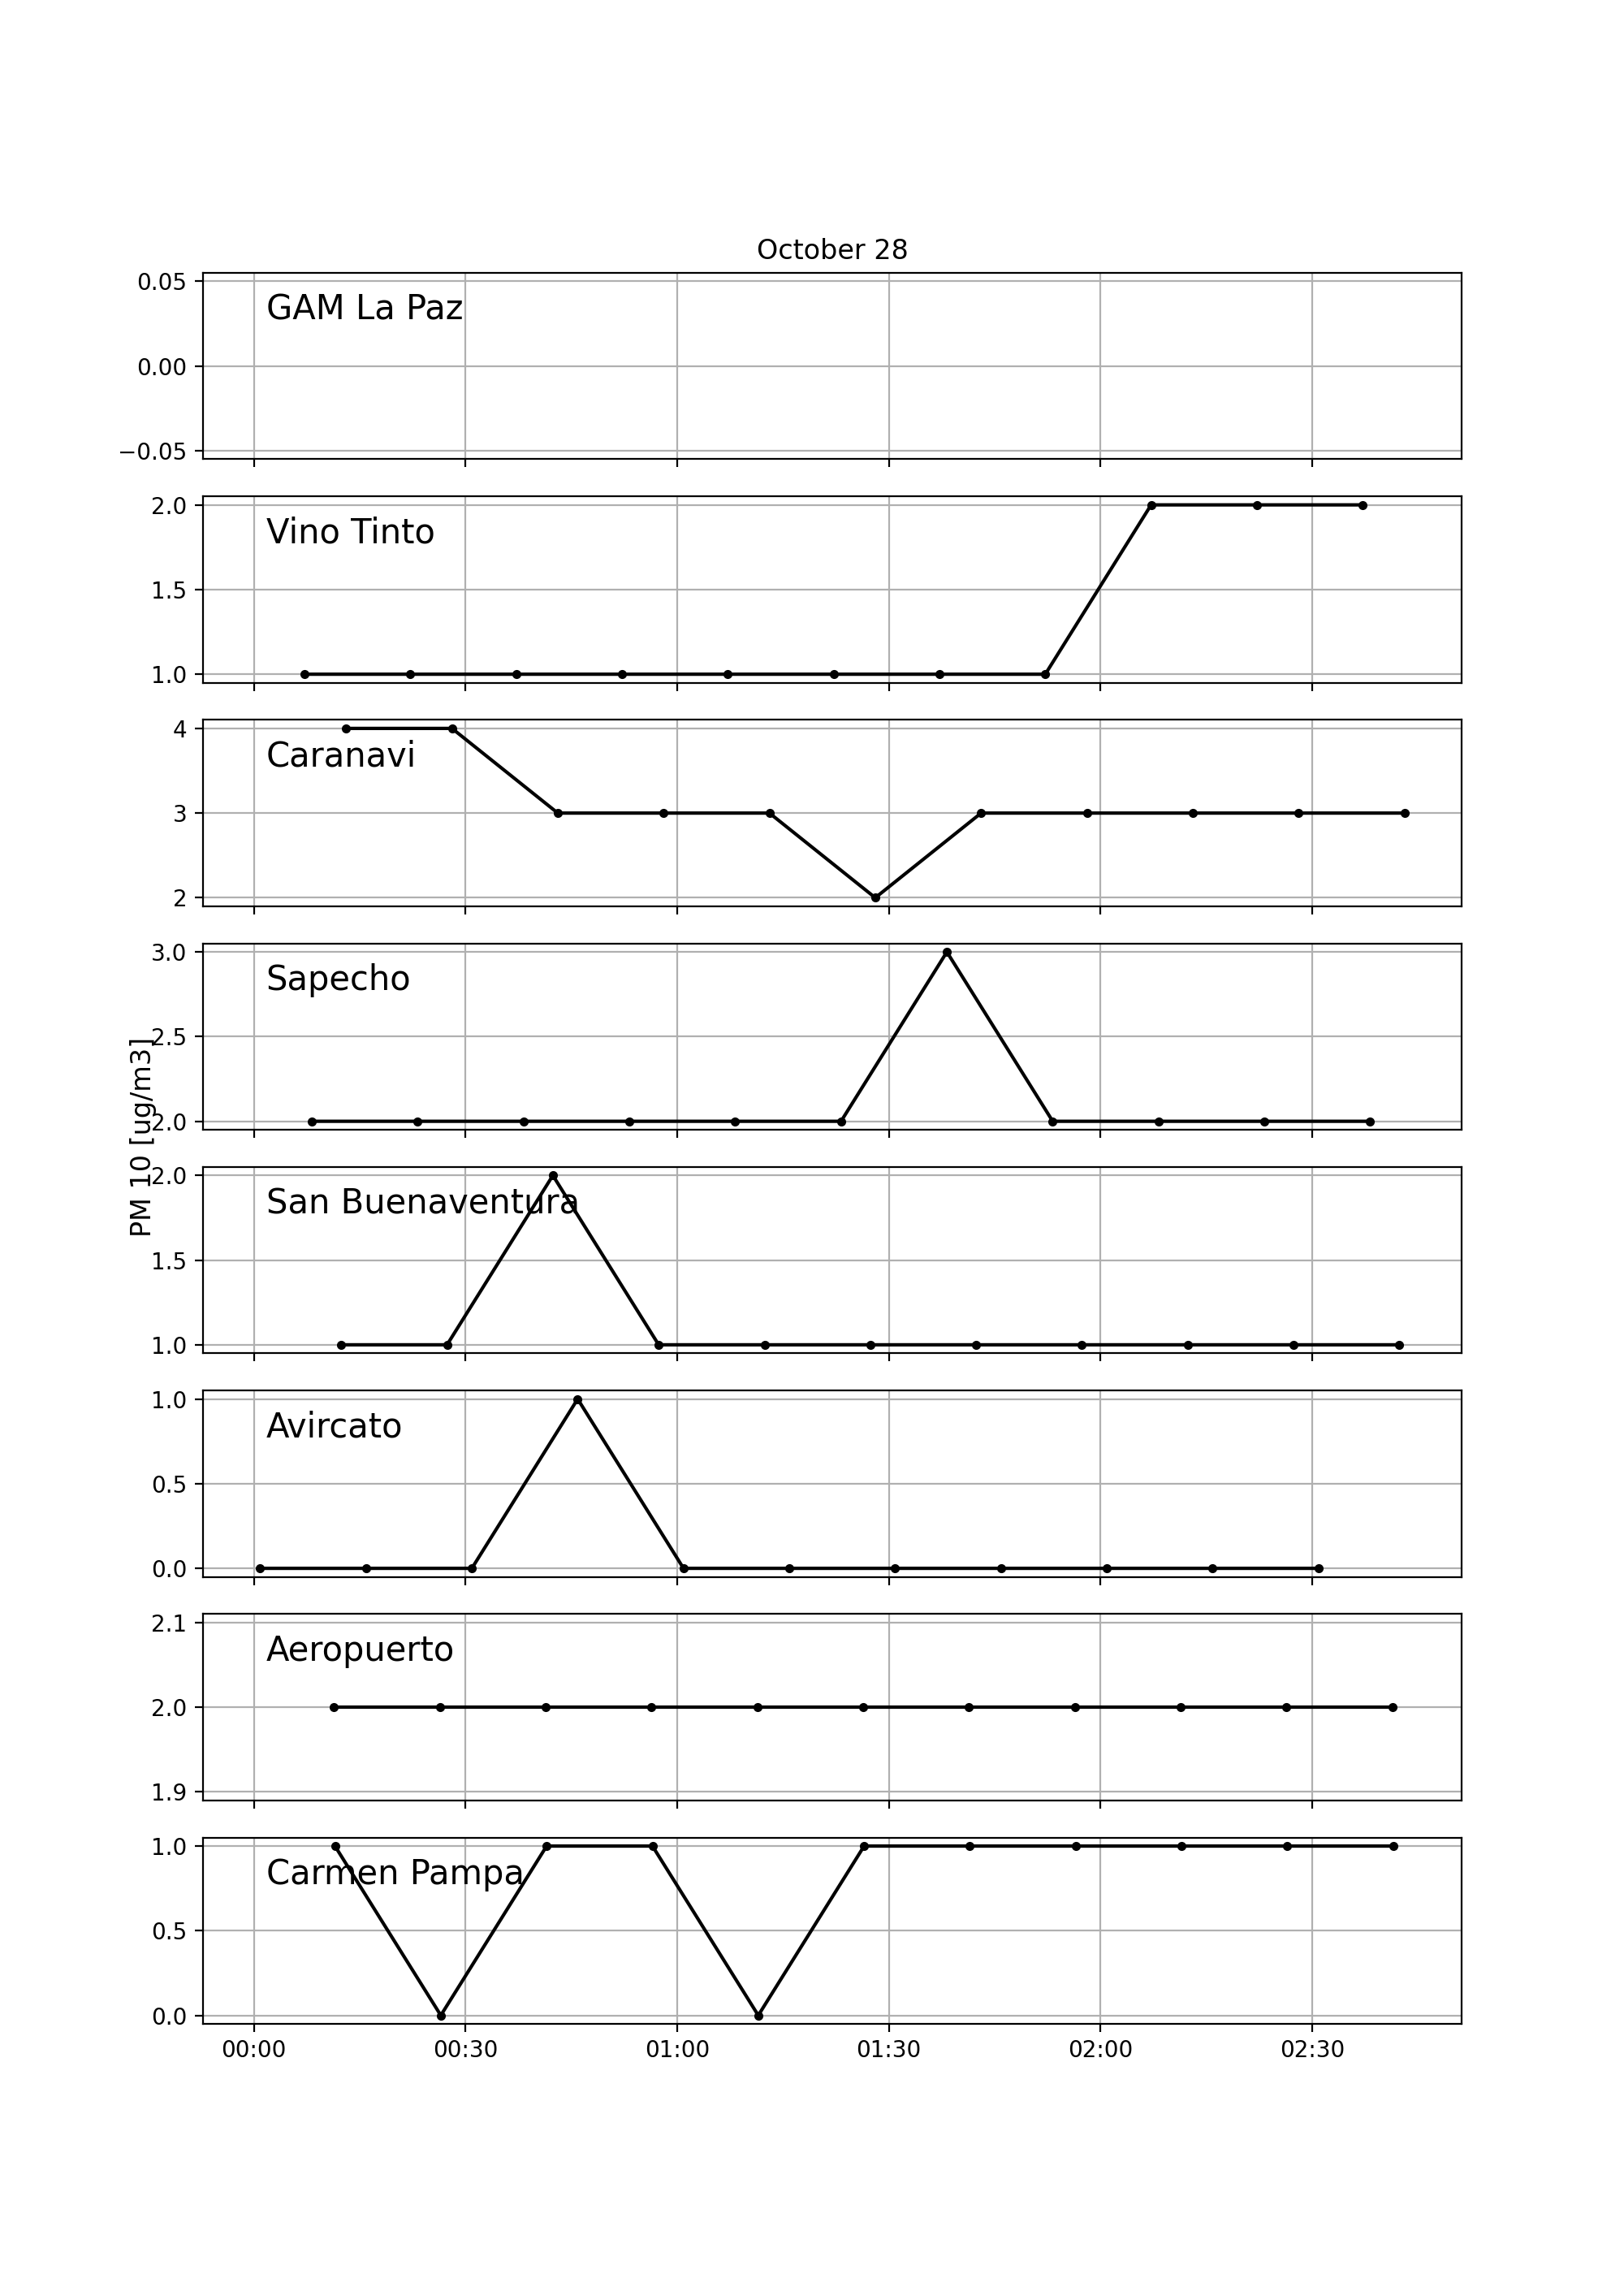 October 28
0.05
GAM La Paz
0.00
−0.05
2.0
Vino Tinto
1.5
1.0
4
Caranavi
3
2
3.0
Sapecho
2.5
2.0
PM 10 [ug/m3]
2.0
San Buenaventura
1.5
1.0
1.0
Avircato
0.5
0.0
2.1
Aeropuerto
2.0
1.9
1.0
Carmen Pampa
0.5
0.0
00:00 00:30 01:00 01:30 02:00 02:30